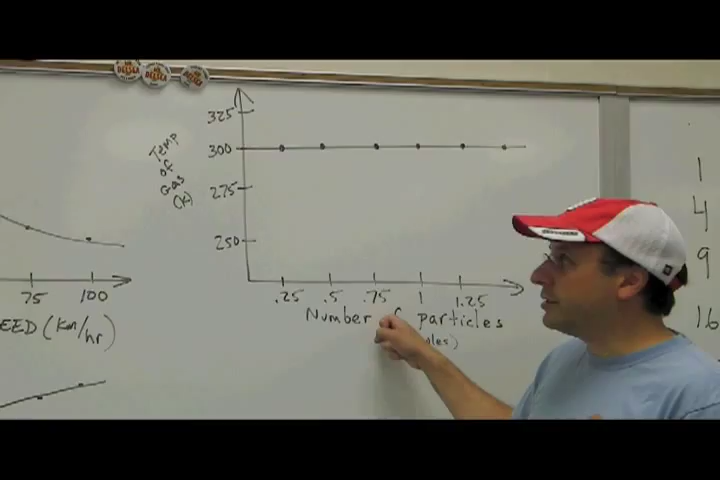 325
300
275
250
Temp
of
Gas
(K)
.25 .5 .75 1 1.25
Number of particles
75 100
EED (km/hr)
1
4
9
16